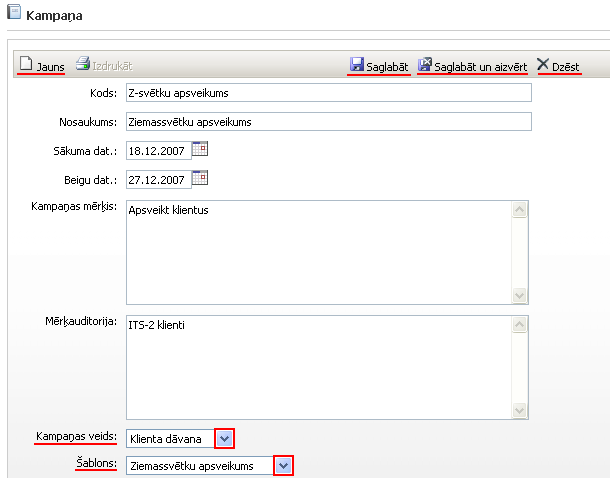 Kampaņa
Jauns Izdrukāt Saglabāt Saglabāt un aizvērt Dzēst
Kods: Z-svētku apsveikums
Nosaukums: Ziemassvētku apsveikums
Sākuma dat.: 18.12.2007
Beigu dat.: 27.12.2007
Kampaņas mērķis: Apsveikt klientus
Mērķauditorija: ITS-2 klienti
Kampaņas veids: Klienta dāvana
Šablons: Ziemassvētku apsveikums